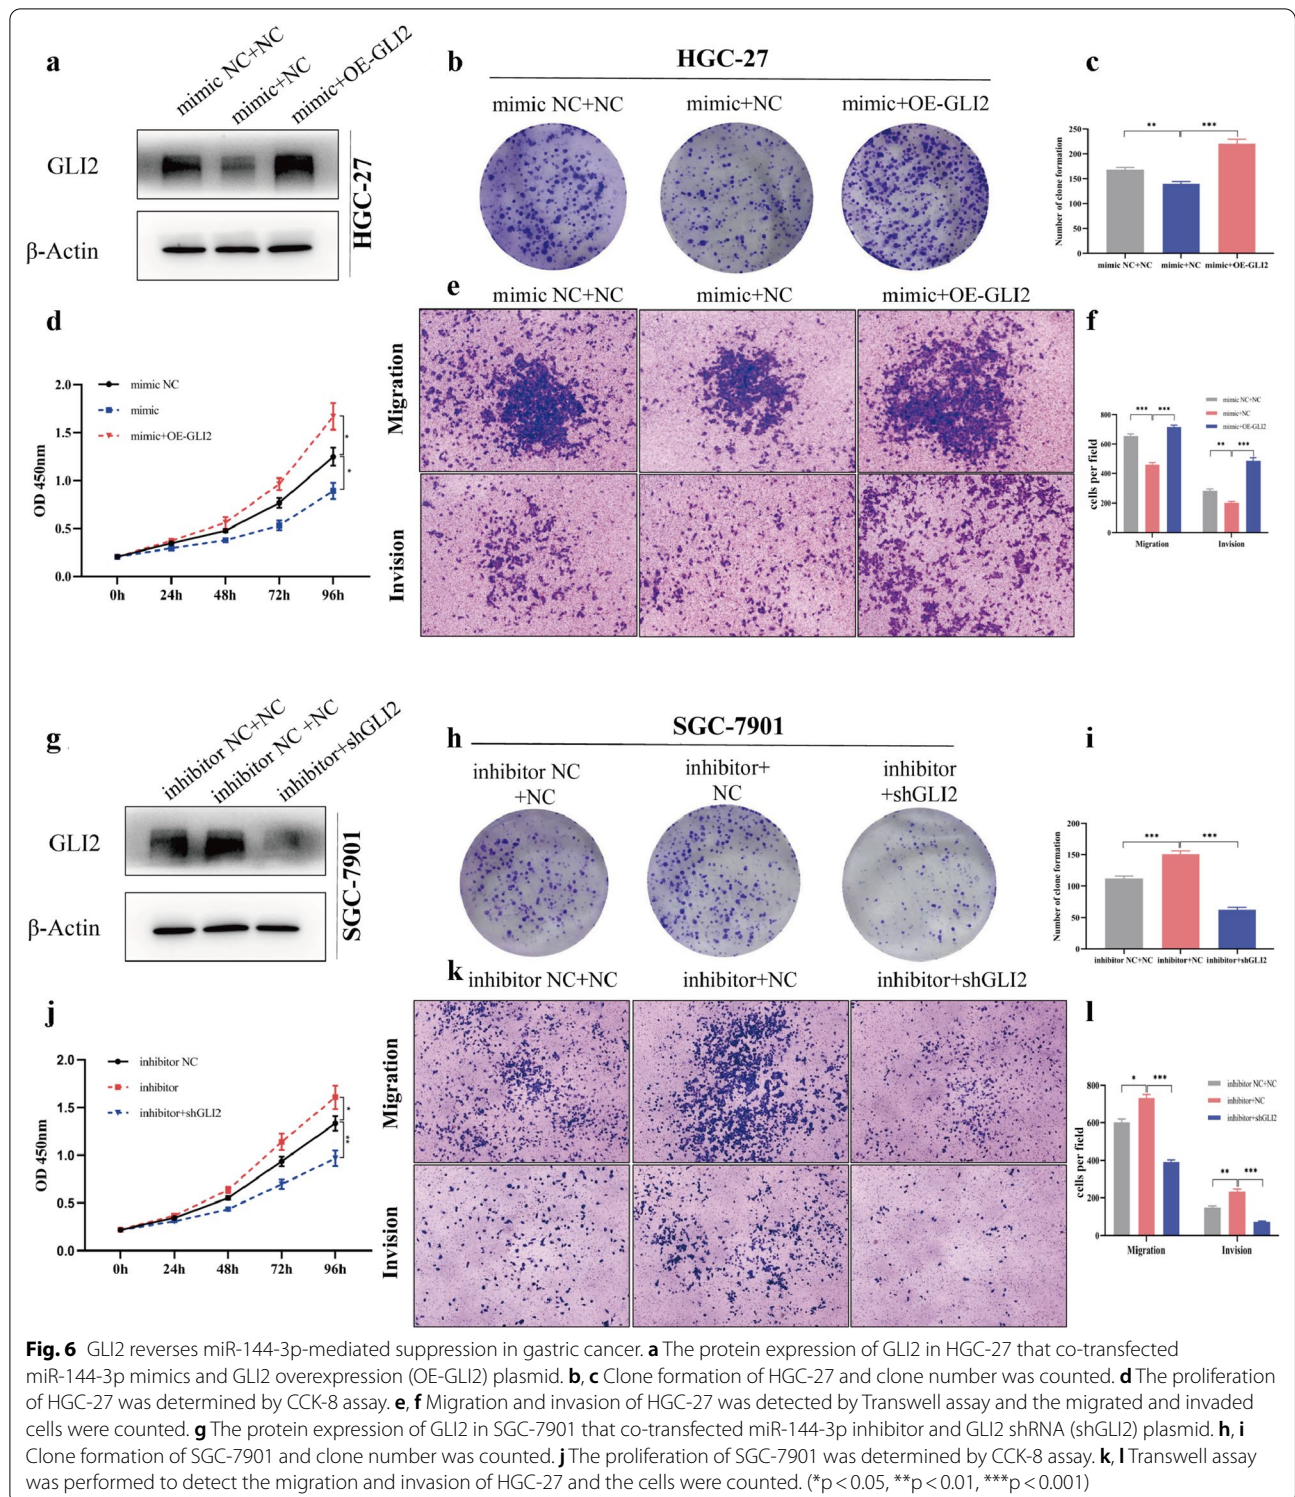 a
mimic NC+NC
mimic+NC
mimic+OE-GLI2
GLI2
β-Actin
HGC-27
b
HGC-27
mimic NC+NC mimic+NC mimic+OE-GLI2
c
Number of clone formation
250
200
150
100
50
0
** ***
mimic NC+NC mimic+NC mimic+OE-GLI2
d
OD 450nm
2.0
1.5
1.0
0.5
0.0
mimic NC
mimic
mimic+OE-GLI2
*
*
0h 24h 48h 72h 96h
e
mimic NC+NC mimic+NC mimic+OE-GLI2
Migration
Invision
f
mimic NC+NC
mimic+NC
mimic+OE-GLI2
cells per field
800
600
400
200
0
*** ***
** ***
Migration Invision
g
inhibitor NC+NC
inhibitor NC +NC
inhibitor+shGLI2
GLI2
β-Actin
SGC-7901
h
SGC-7901
inhibitor NC
+NC
inhibitor+
NC
inhibitor
+shGLI2
i
Number of clone formation
200
150
100
50
0
*** ***
inhibitor NC+NC inhibitor+NC inhibitor+shGLI2
j
OD 450nm
2.0
1.5
1.0
0.5
0.0
inhibitor NC
inhibitor
inhibitor+shGLI2
*
**
0h 24h 48h 72h 96h
k
inhibitor NC+NC inhibitor+NC inhibitor+shGLI2
Migration
Invision
l
inhibitor NC+NC
inhibitor+NC
inhibitor+shGLI2
cells per field
800
600
400
200
0
* ***
** ***
Migration Invision
Fig. 6 GLI2 reverses miR-144-3p-mediated suppression in gastric cancer. a The protein expression of GLI2 in HGC-27 that co-transfected
miR-144-3p mimics and GLI2 overexpression (OE-GLI2) plasmid. b, c Clone formation of HGC-27 and clone number was counted. d The proliferation
of HGC-27 was determined by CCK-8 assay. e, f Migration and invasion of HGC-27 was detected by Transwell assay and the migrated and invaded
cells were counted. g The protein expression of GLI2 in SGC-7901 that co-transfected miR-144-3p inhibitor and GLI2 shRNA (shGLI2) plasmid. h, i
Clone formation of SGC-7901 and clone number was counted. j The proliferation of SGC-7901 was determined by CCK-8 assay. k, l Transwell assay
was performed to detect the migration and invasion of HGC-27 and the cells were counted. (*p < 0.05, **p < 0.01, ***p < 0.001)